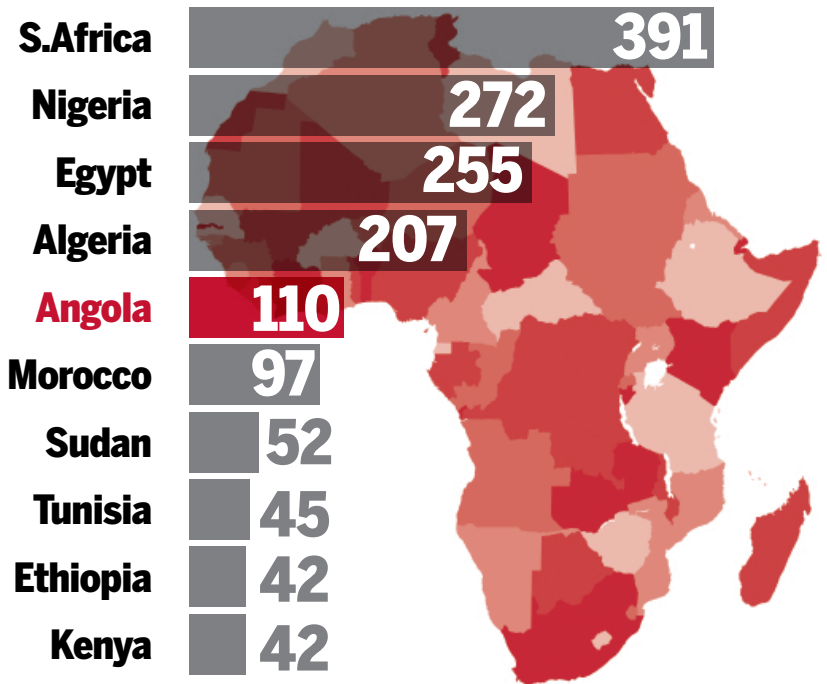 S.Africa 391
Nigeria 272
Egypt 255
Algeria 207
Angola 110
Morocco 97
Sudan 52
Tunisia 45
Ethiopia 42
Kenya 42